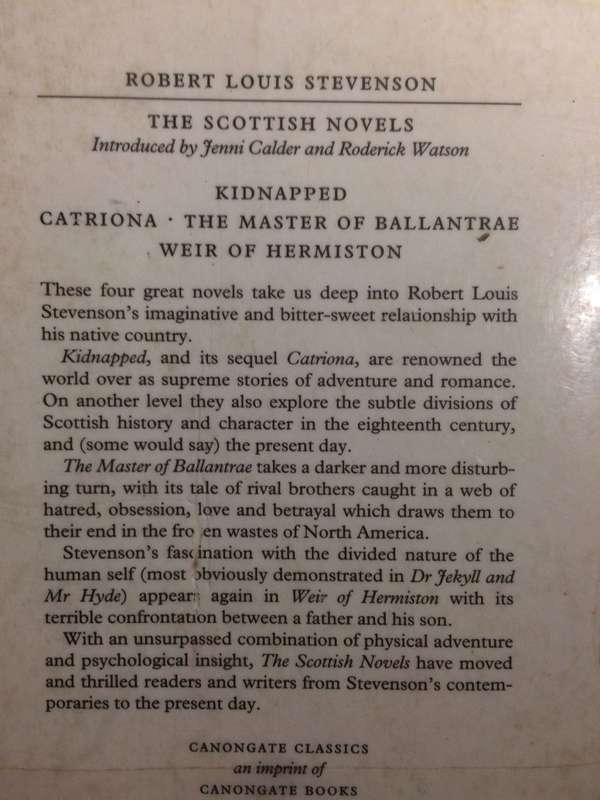 ROBERT LOUIS STEVENSON
THE SCOTTISH NOVELS
Introduced by Jenni Calder and Roderick Watson
KIDNAPPED
CATRIONA · THE MASTER OF BALLANTRAE
WEIR OF HERMISTON
These four great novels take us deep into Robert Louis
Stevenson's imaginative and bitter-sweet relationship with
his native country.
Kidnapped, and its sequel Catriona, are renowned the
world over as supreme stories of adventure and romance.
On another level they also explore the subtle divisions of
Scottish history and character in the eighteenth century,
and (some would say) the present day.
The Master of Ballantrae takes a darker and more disturb-
ing turn, with its tale of rival brothers caught in a web of
hatred, obsession, love and betrayal which draws them to
their end in the fro en wastes of North America.
Stevenson's fascination with the divided nature of the
human self (most obviously demonstrated in Dr Jekyll and
Mr Hyde) appears again in Weir of Hermiston with its
terrible confrontation between a father and his son.
With an unsurpassed combination of physical adventure
and psychological insight, The Scottish Novels have moved
and thrilled readers and writers from Stevenson's contem-
poraries to the present day.
CANONGATE CLASSICS
an imprint of
CANONGATE BOOKS